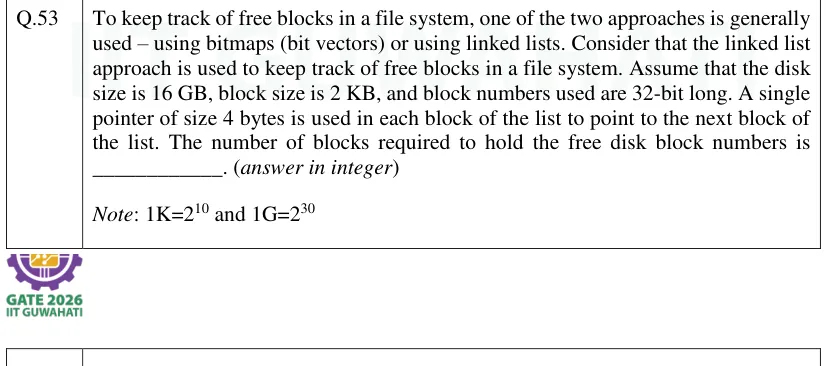 Q.53 To keep track of free blocks in a file system, one of the two approaches is generally
used – using bitmaps (bit vectors) or using linked lists. Consider that the linked list
approach is used to keep track of free blocks in a file system. Assume that the disk
size is 16 GB, block size is 2 KB, and block numbers used are 32-bit long. A single
pointer of size 4 bytes is used in each block of the list to point to the next block of
the list. The number of blocks required to hold the free disk block numbers is
____________. (answer in integer)
Note: 1K=2¹⁰ and 1G=2³⁰
GATE 2026
IIT GUWAHATI